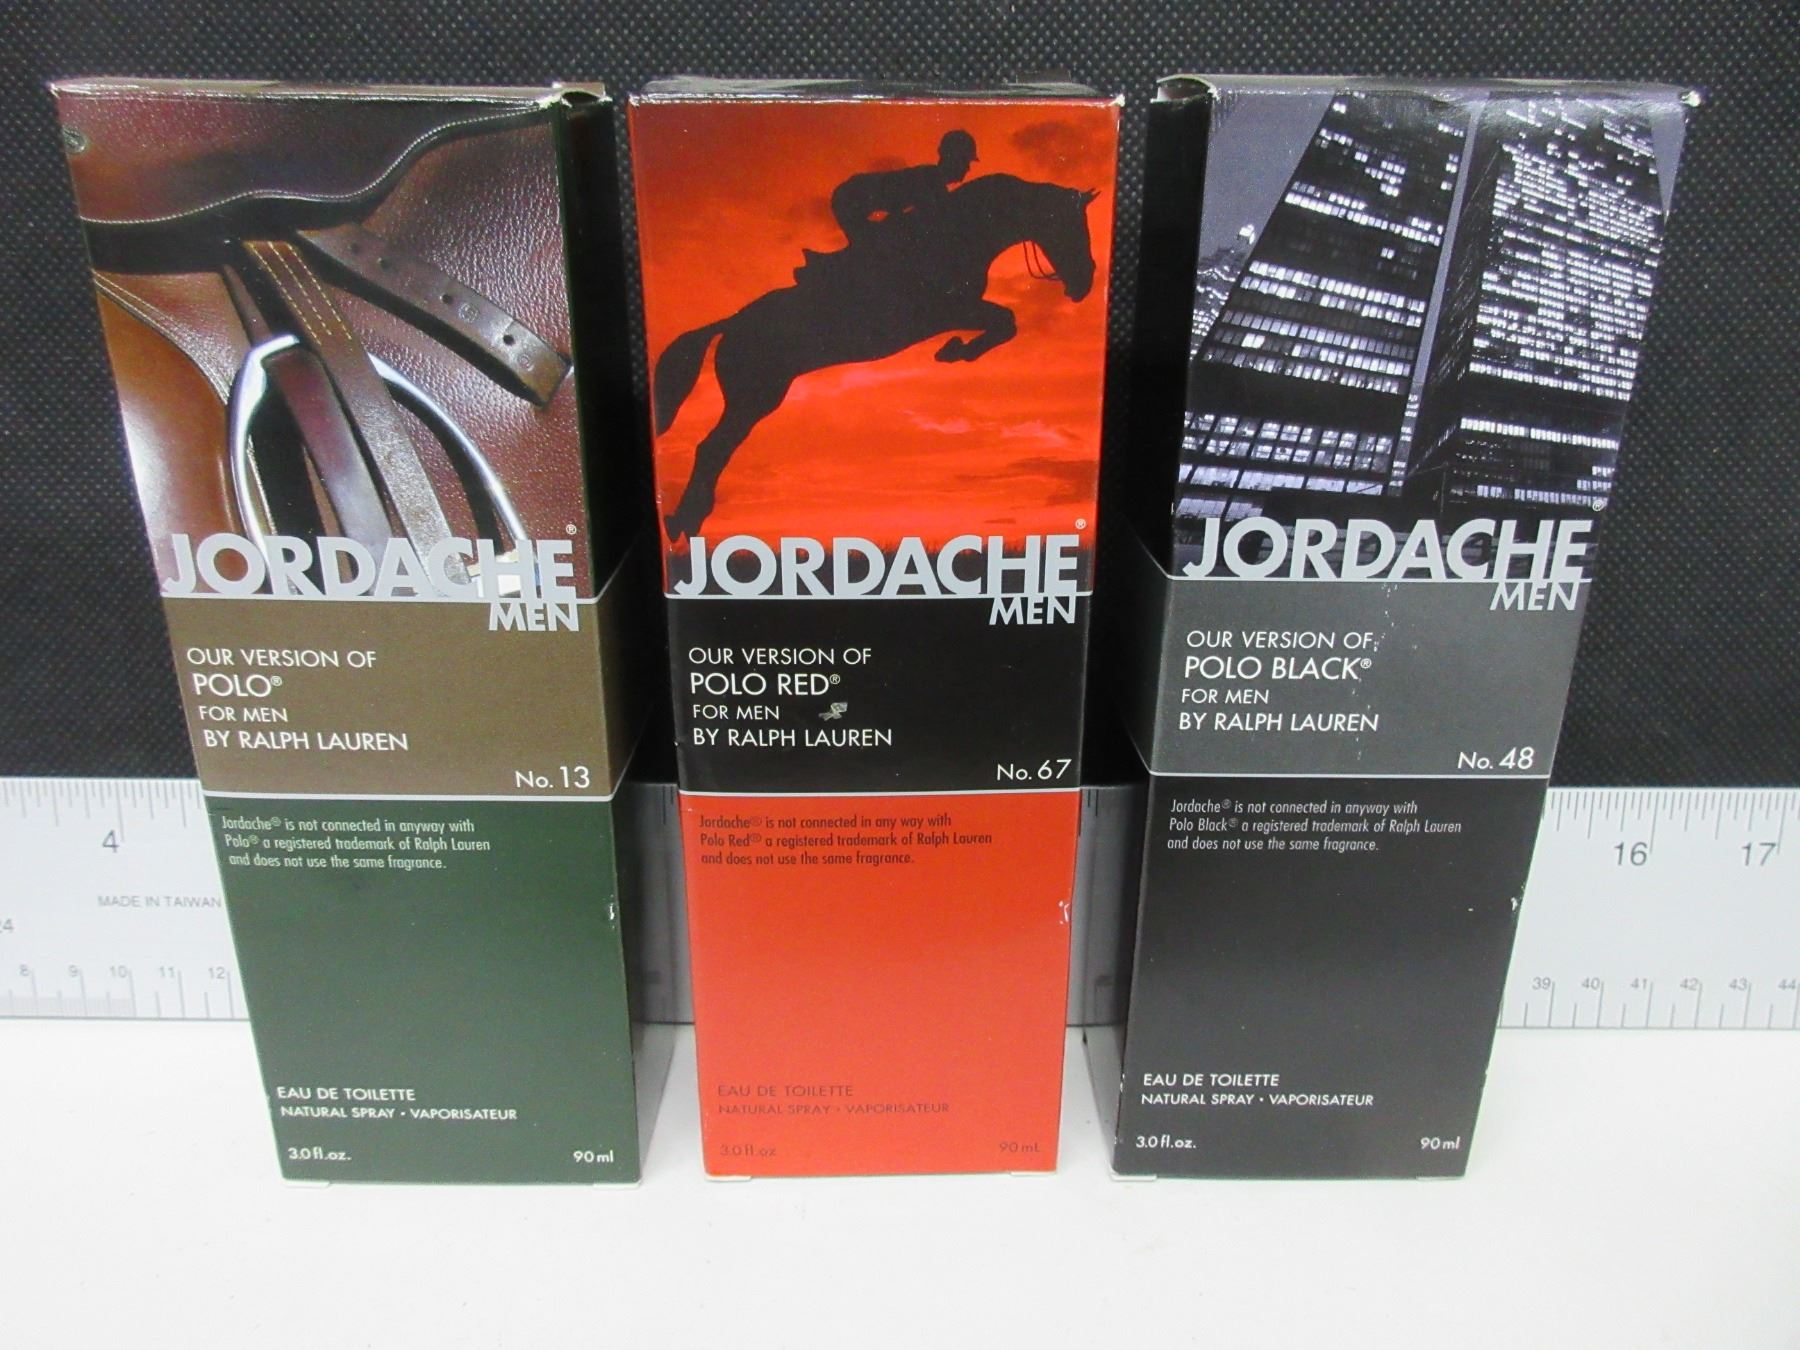 JORDACHE®
MEN
OUR VERSION OF
POLO®
FOR MEN
BY RALPH LAUREN
No. 13
Jordache® is not connected in anyway with
Polo® a registered trademark of Ralph Lauren
and does not use the same fragrance.
EAU DE TOILETTE
NATURAL SPRAY • VAPORISATEUR
3.0 fl.oz. 90 ml
JORDACHE®
MEN
OUR VERSION OF
POLO RED®
FOR MEN
BY RALPH LAUREN
No. 67
Jordache® is not connected in any way with
Polo Red® a registered trademark of Ralph Lauren
and does not use the same fragrance.
EAU DE TOILETTE
NATURAL SPRAY • VAPORISATEUR
3.0 fl.oz 90 mL
JORDACHE®
MEN
OUR VERSION OF
POLO BLACK®
FOR MEN
BY RALPH LAUREN
No. 48
Jordache® is not connected in anyway with
Polo Black® a registered trademark of Ralph Lauren
and does not use the same fragrance.
EAU DE TOILETTE
NATURAL SPRAY • VAPORISATEUR
3.0 fl.oz. 90 ml
4
MADE IN TAIWAN
8 9 10 11 12
16 17
39 40 41 42 43 44